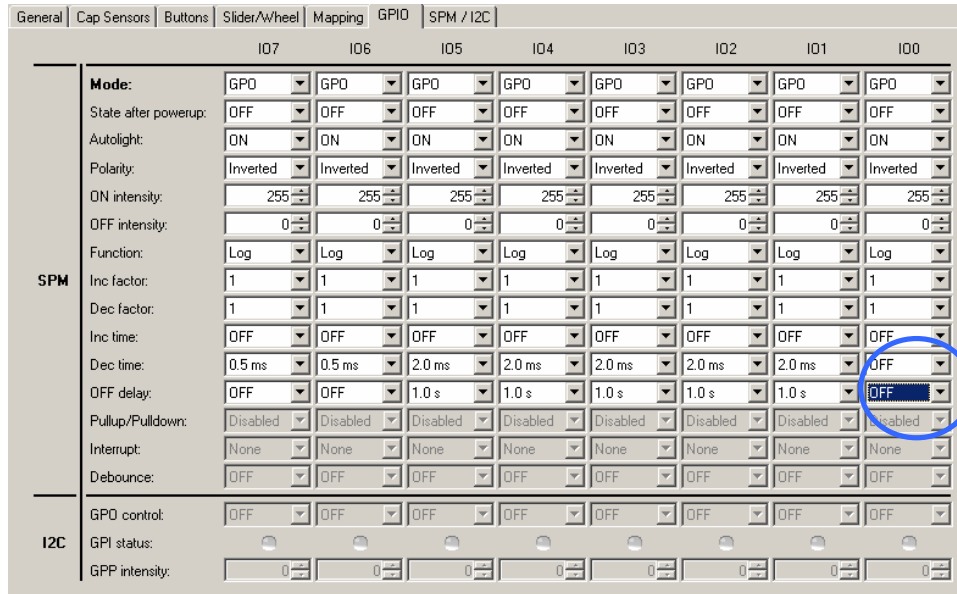 General Cap Sensors Buttons Slider/Wheel Mapping GPIO SPM / I2C
IO7 IO6 IO5 IO4 IO3 IO2 IO1 IO0
Mode: GPO GPO GPO GPO GPO GPO GPO GPO
State after powerup: OFF OFF OFF OFF OFF OFF OFF OFF
Autolight: ON ON ON ON ON ON ON ON
Polarity: Inverted Inverted Inverted Inverted Inverted Inverted Inverted Inverted
ON intensity: 255 255 255 255 255 255 255 255
OFF intensity: 0 0 0 0 0 0 0 0
Function: Log Log Log Log Log Log Log Log
SPM Inc factor: 1 1 1 1 1 1 1 1
Dec factor: 1 1 1 1 1 1 1 1
Inc time: OFF OFF OFF OFF OFF OFF OFF OFF
Dec time: 0.5 ms 0.5 ms 2.0 ms 2.0 ms 2.0 ms 2.0 ms 2.0 ms OFF
OFF delay: OFF OFF 1.0 s 1.0 s 1.0 s 1.0 s 1.0 s OFF
Pullup/Pulldown: Disabled Disabled Disabled Disabled Disabled Disabled Disabled Disabled
Interrupt: None None None None None None None None
Debounce: OFF OFF OFF OFF OFF OFF OFF OFF
GPO control: OFF OFF OFF OFF OFF OFF OFF OFF
I2C GPI status:
GPP intensity: 0 0 0 0 0 0 0 0